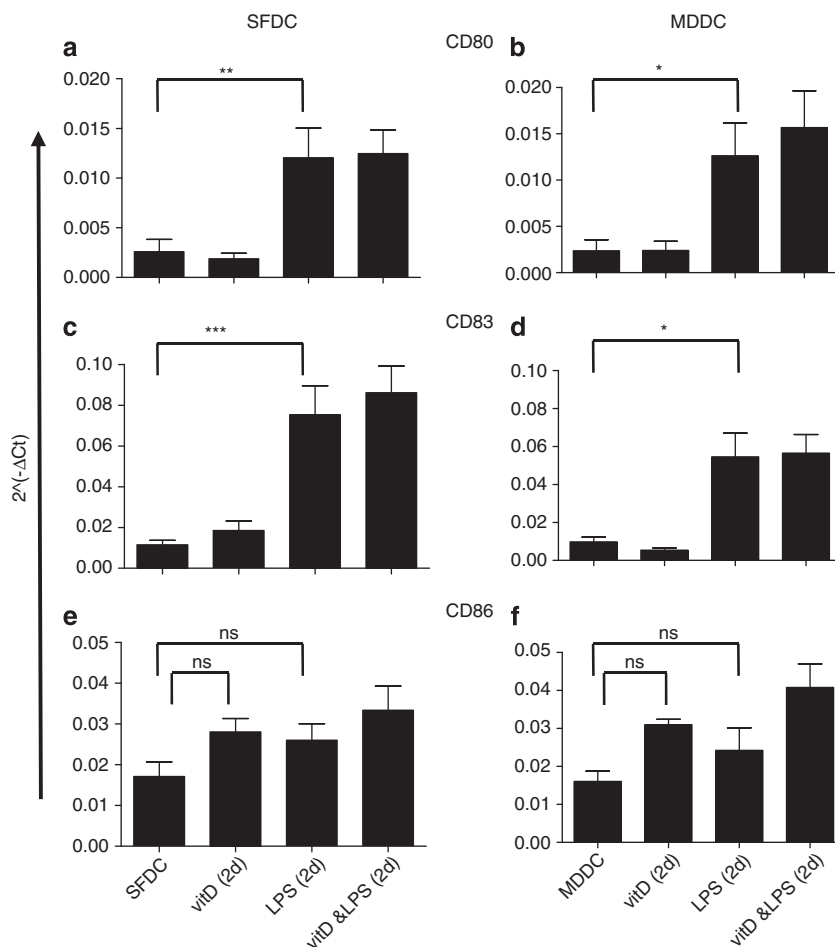 SFDC
MDDC
a
CD80
b
**
*
0.020
0.015
0.010
0.005
0.000
0.020
0.015
0.010
0.005
0.000
c
CD83
d
***
*
0.10
0.08
0.06
0.04
0.02
0.00
0.10
0.08
0.06
0.04
0.02
0.00
2^(-ΔCt)
e
CD86
f
ns
ns
ns
ns
0.05
0.04
0.03
0.02
0.01
0.00
0.05
0.04
0.03
0.02
0.01
0.00
SFDC
vitD (2d)
LPS (2d)
vitD &LPS (2d)
MDDC
vitD (2d)
LPS (2d)
vitD &LPS (2d)